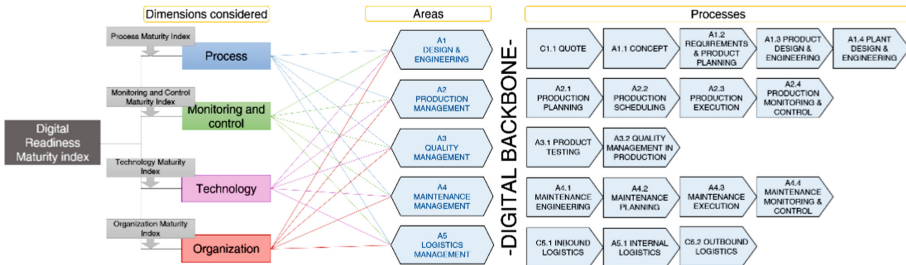 Dimensions considered
Areas
Processes
Process Maturity Index
Process
Monitoring and Control
Maturity Index
Monitoring and
control
Digital
Readiness
Maturity index
Technology Maturity
Index
Technology
Organization Maturity
Index
Organization
A1
DESIGN &
ENGINEERING
A2
PRODUCTION
MANAGEMENT
A3
QUALITY
MANAGEMENT
A4
MAINTENANCE
MANAGEMENT
A5
LOGISTICS
MANAGEMENT
-DIGITAL BACKBONE-
C1.1 QUOTE
A1.1 CONCEPT
A1.2
REQUIREMENTS
& PRODUCT
PLANNING
A1.3 PRODUCT
DESIGN &
ENGINEERING
A1.4 PLANT
DESIGN &
ENGINEERING
A2.1
PRODUCTION
PLANNING
A2.2
PRODUCTION
SCHEDULING
A2.3
PRODUCTION
EXECUTION
A2.4
PRODUCTION
MONITORING &
CONTROL
A3.1 PRODUCT
TESTING
A3.2 QUALITY
MANAGEMENT IN
PRODUCTION
A4.1
MAINTENANCE
ENGINEERING
A4.2
MAINTENANCE
PLANNING
A4.3
MAINTENANCE
EXECUTION
A4.4
MAINTENANCE
MONITORING &
CONTROL
C5.1 INBOUND
LOGISTICS
A5.1 INTERNAL
LOGISTICS
C5.2 OUTBOUND
LOGISTICS